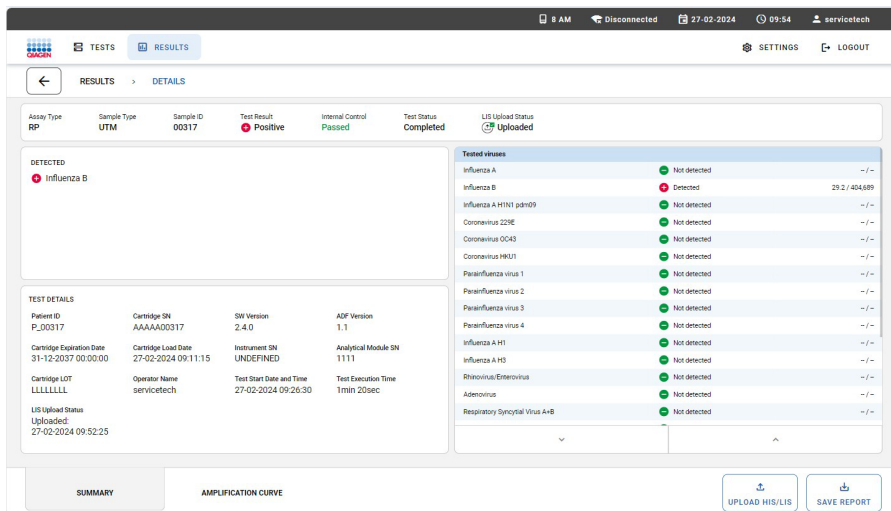 8 AM Disconnected 27-02-2024 09:54 servicetech
QIAGEN TESTS RESULTS SETTINGS LOGOUT
RESULTS > DETAILS
Assay Type Sample Type Sample ID Test Result Internal Control Test Status LIS Upload Status
RP UTM 00317 Positive Passed Completed Uploaded
DETECTED
Influenza B
Tested viruses
Influenza A Not detected -- / --
Influenza B Detected 29.2 / 404,689
Influenza A H1N1 pdm09 Not detected -- / --
Coronavirus 229E Not detected -- / --
Coronavirus OC43 Not detected -- / --
Coronavirus HKU1 Not detected -- / --
Parainfluenza virus 1 Not detected -- / --
Parainfluenza virus 2 Not detected -- / --
Parainfluenza virus 3 Not detected -- / --
Parainfluenza virus 4 Not detected -- / --
Influenza A H1 Not detected -- / --
Influenza A H3 Not detected -- / --
Rhinovirus/Enterovirus Not detected -- / --
Adenovirus Not detected -- / --
Respiratory Syncytial Virus A+B Not detected -- / --
TEST DETAILS
Patient ID Cartridge SN SW Version ADF Version
P_00317 AAAAA00317 2.4.0 1.1
Cartridge Expiration Date Cartridge Load Date Instrument SN Analytical Module SN
31-12-2037 00:00:00 27-02-2024 09:11:15 UNDEFINED 1111
Cartridge LOT Operator Name Test Start Date and Time Test Execution Time
LLLLLLLL servicetech 27-02-2024 09:26:30 1min 20sec
LIS Upload Status
Uploaded:
27-02-2024 09:52:25
SUMMARY AMPLIFICATION CURVE UPLOAD HIS/LIS SAVE REPORT